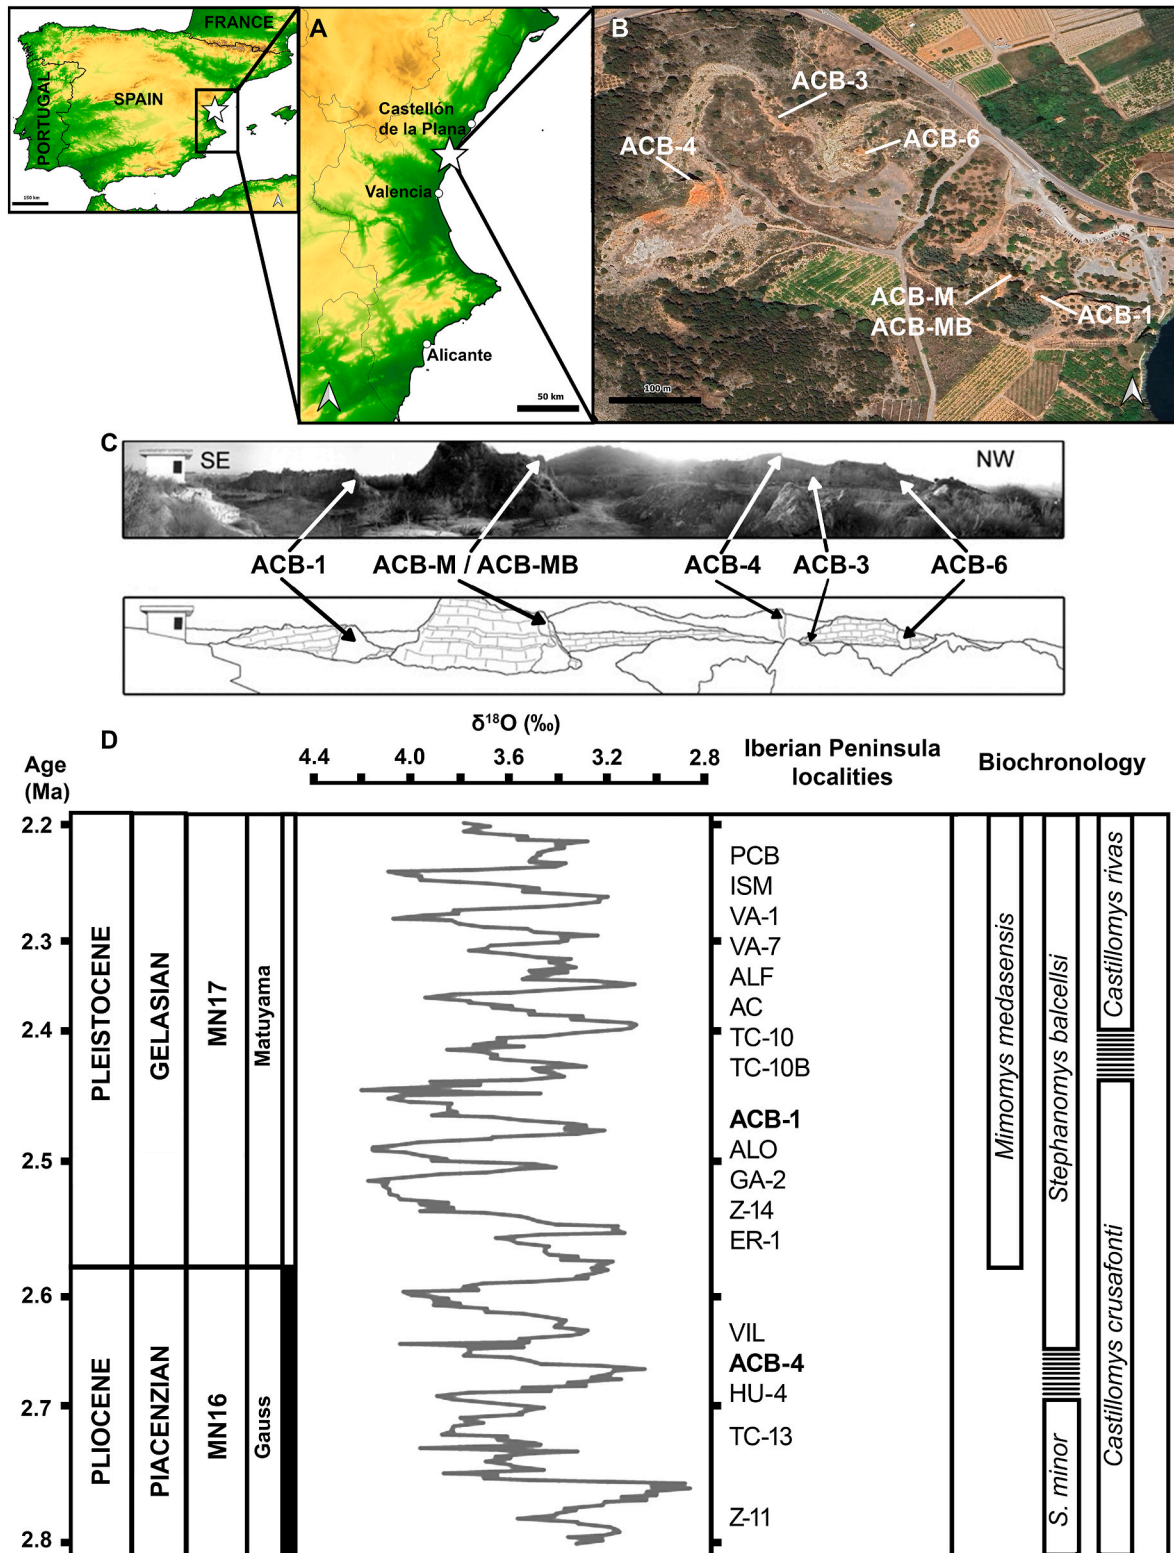 FRANCE
PORTUGAL
SPAIN
150 km
A
Castellón
de la Plana
Valencia
Alicante
50 km
B
ACB-3
ACB-4
ACB-6
ACB-M
ACB-MB
ACB-1
100 m
C
SE
NW
ACB-1
ACB-M / ACB-MB
ACB-4
ACB-3
ACB-6
D
δ¹⁸O (‰)
Age
(Ma)
4.4
4.0
3.6
3.2
2.8
Iberian Peninsula
localities
Biochronology
2.2
2.3
2.4
2.5
2.6
2.7
2.8
PLEISTOCENE
GELASIAN
MN17
Matuyama
PLIOCENE
PIACENZIAN
MN16
Gauss
PCB
ISM
VA-1
VA-7
ALF
AC
TC-10
TC-10B
ACB-1
ALO
GA-2
Z-14
ER-1
VIL
ACB-4
HU-4
TC-13
Z-11
Mimomys medasensis
Stephanomys balcellsi
S. minor
Castillomys rivas
Castillomys crusafonti